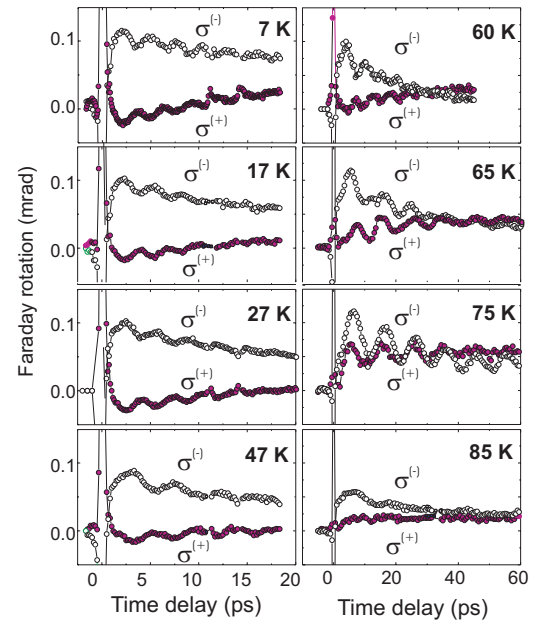 Faraday rotation (mrad)
0.1
0.0
σ(-)
7 K
σ(+)
60 K
σ(-)
σ(+)
0.1
0.0
17 K
σ(-)
σ(+)
65 K
σ(-)
σ(+)
0.1
0.0
27 K
σ(-)
σ(+)
75 K
σ(-)
σ(+)
0.1
0.0
47 K
σ(-)
σ(+)
85 K
σ(-)
σ(+)
0 5 10 15 20
0 20 40 60
Time delay (ps)
Time delay (ps)